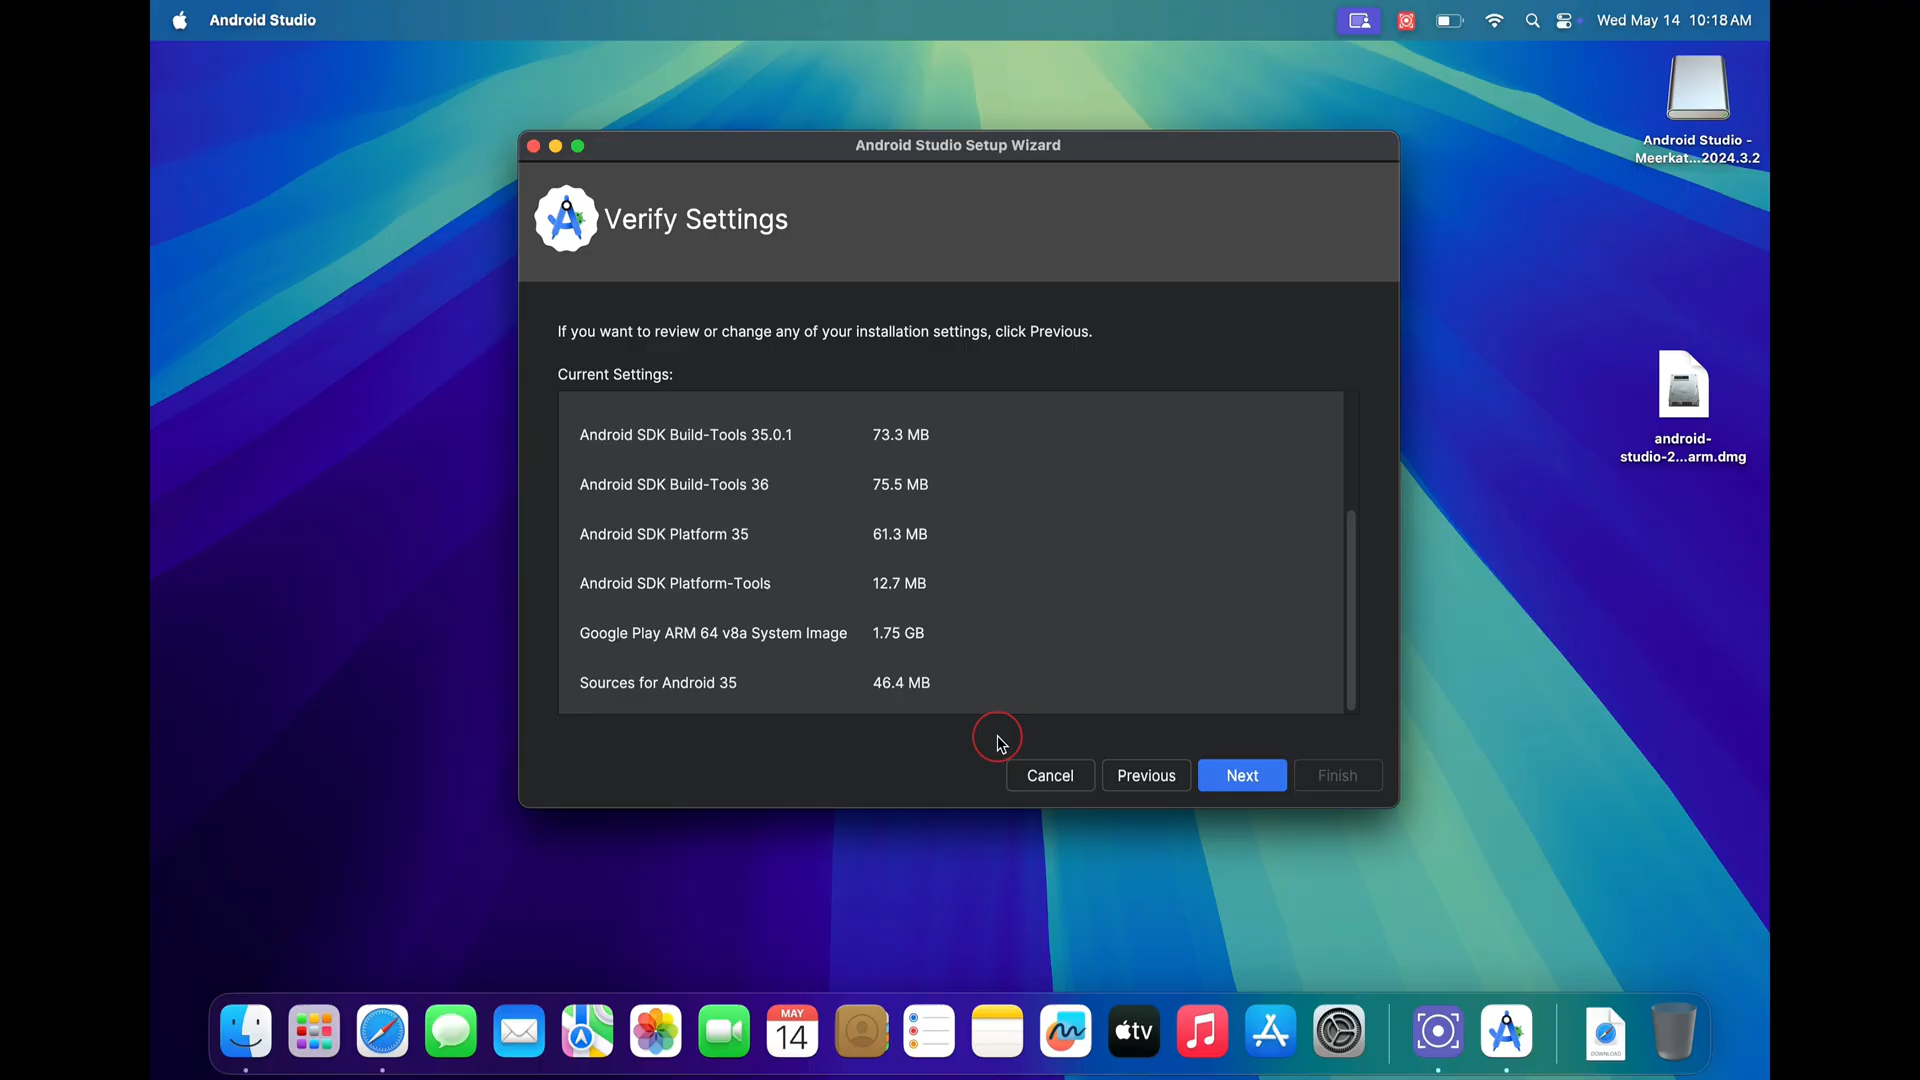 Android Studio
Wed May 14 10:18 AM
Android Studio -
Meerkat...2024.3.2
Android Studio Setup Wizard
Verify Settings
If you want to review or change any of your installation settings, click Previous.
Current Settings:
Android SDK Build-Tools 35.0.1 73.3 MB
Android SDK Build-Tools 36 75.5 MB
Android SDK Platform 35 61.3 MB
Android SDK Platform-Tools 12.7 MB
Google Play ARM 64 v8a System Image 1.75 GB
Sources for Android 35 46.4 MB
Cancel Previous Next Finish
android-
studio-2...arm.dmg
MAY
14
tv
DOWNLOAD